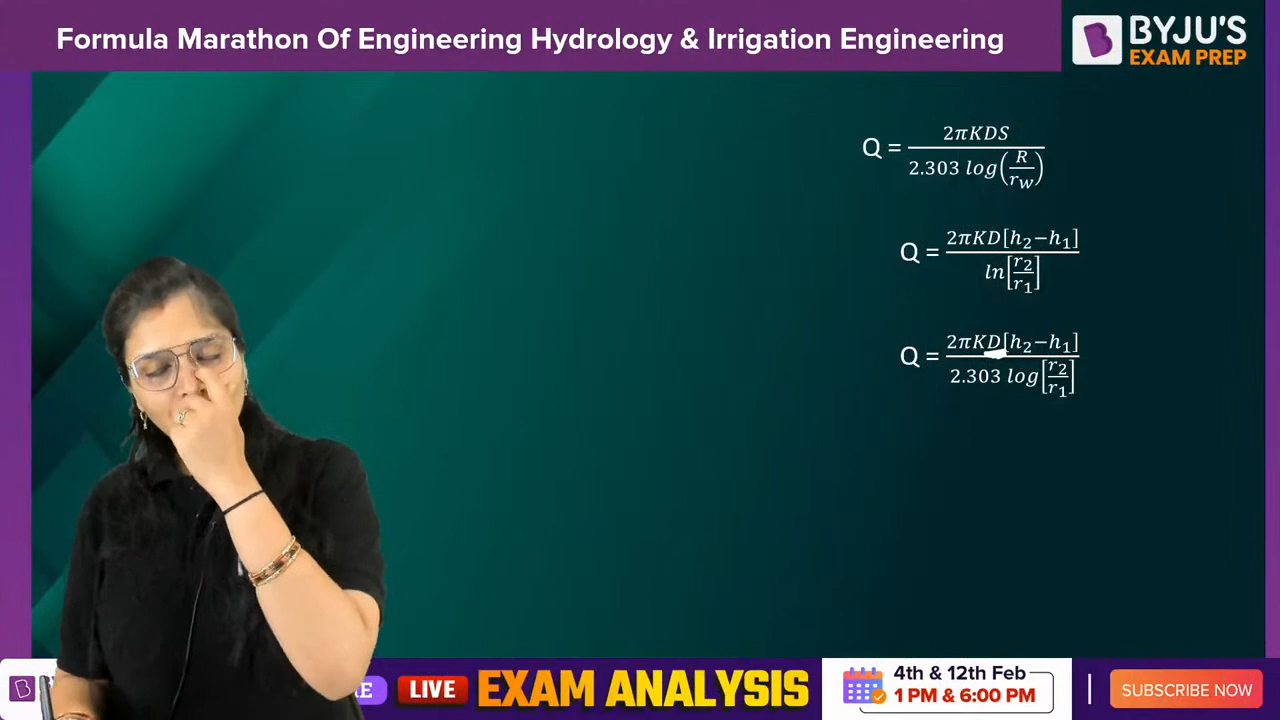 Formula Marathon Of Engineering Hydrology & Irrigation Engineering
BYJU'S
EXAM PREP
Q = 2πKDS / 2.303 log(R/r_w)
Q = 2πKD[h₂−h₁] / ln[r₂/r₁]
Q = 2πKD[h₂−h₁] / 2.303 log[r₂/r₁]
LIVE
EXAM ANALYSIS
4th & 12th Feb
1 PM & 6:00 PM
SUBSCRIBE NOW